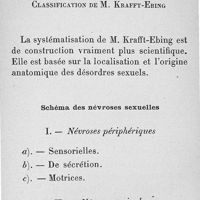 Classification de M. Krafft-Ebing
La systématisation de M. Krafft-Ebing est
de construction vraiment plus scientifique.
Elle est basée sur la localisation et l'origine
anatomique des désordres sexuels.
Schéma des névroses sexuelles
I. — Névroses périphériques
a). — Sensorielles.
b). — De sécrétion.
c). — Motrices.